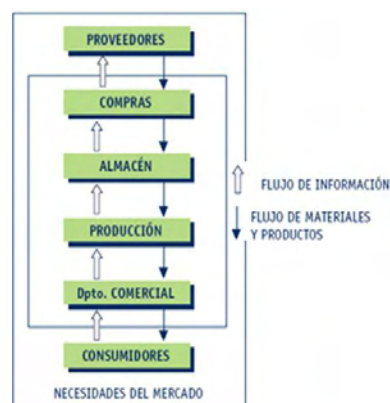 PROVEEDORES
COMPRAS
ALMACÉN
PRODUCCIÓN
Dpto. COMERCIAL
CONSUMIDORES
NECESIDADES DEL MERCADO
FLUJO DE INFORMACIÓN
FLUJO DE MATERIALES
Y PRODUCTOS